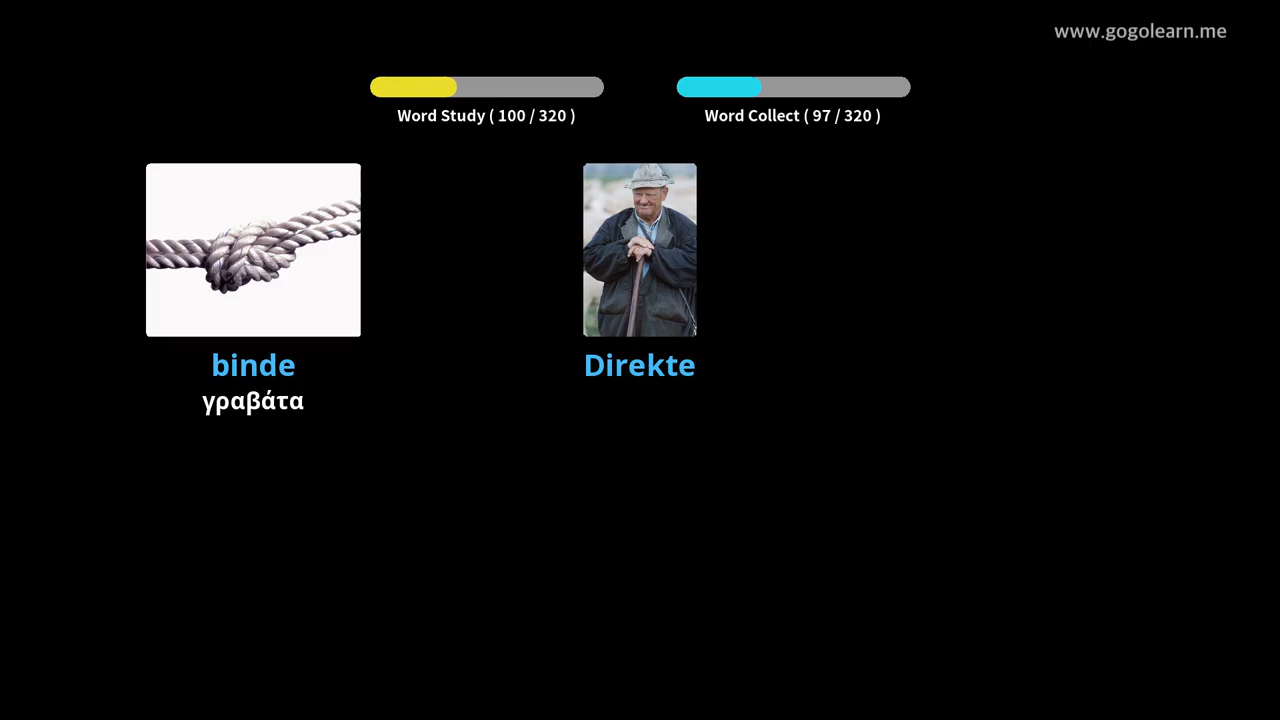 www.gogolearn.me
Word Study ( 100 / 320 )
Word Collect ( 97 / 320 )
binde
γραβάτα
Direkte